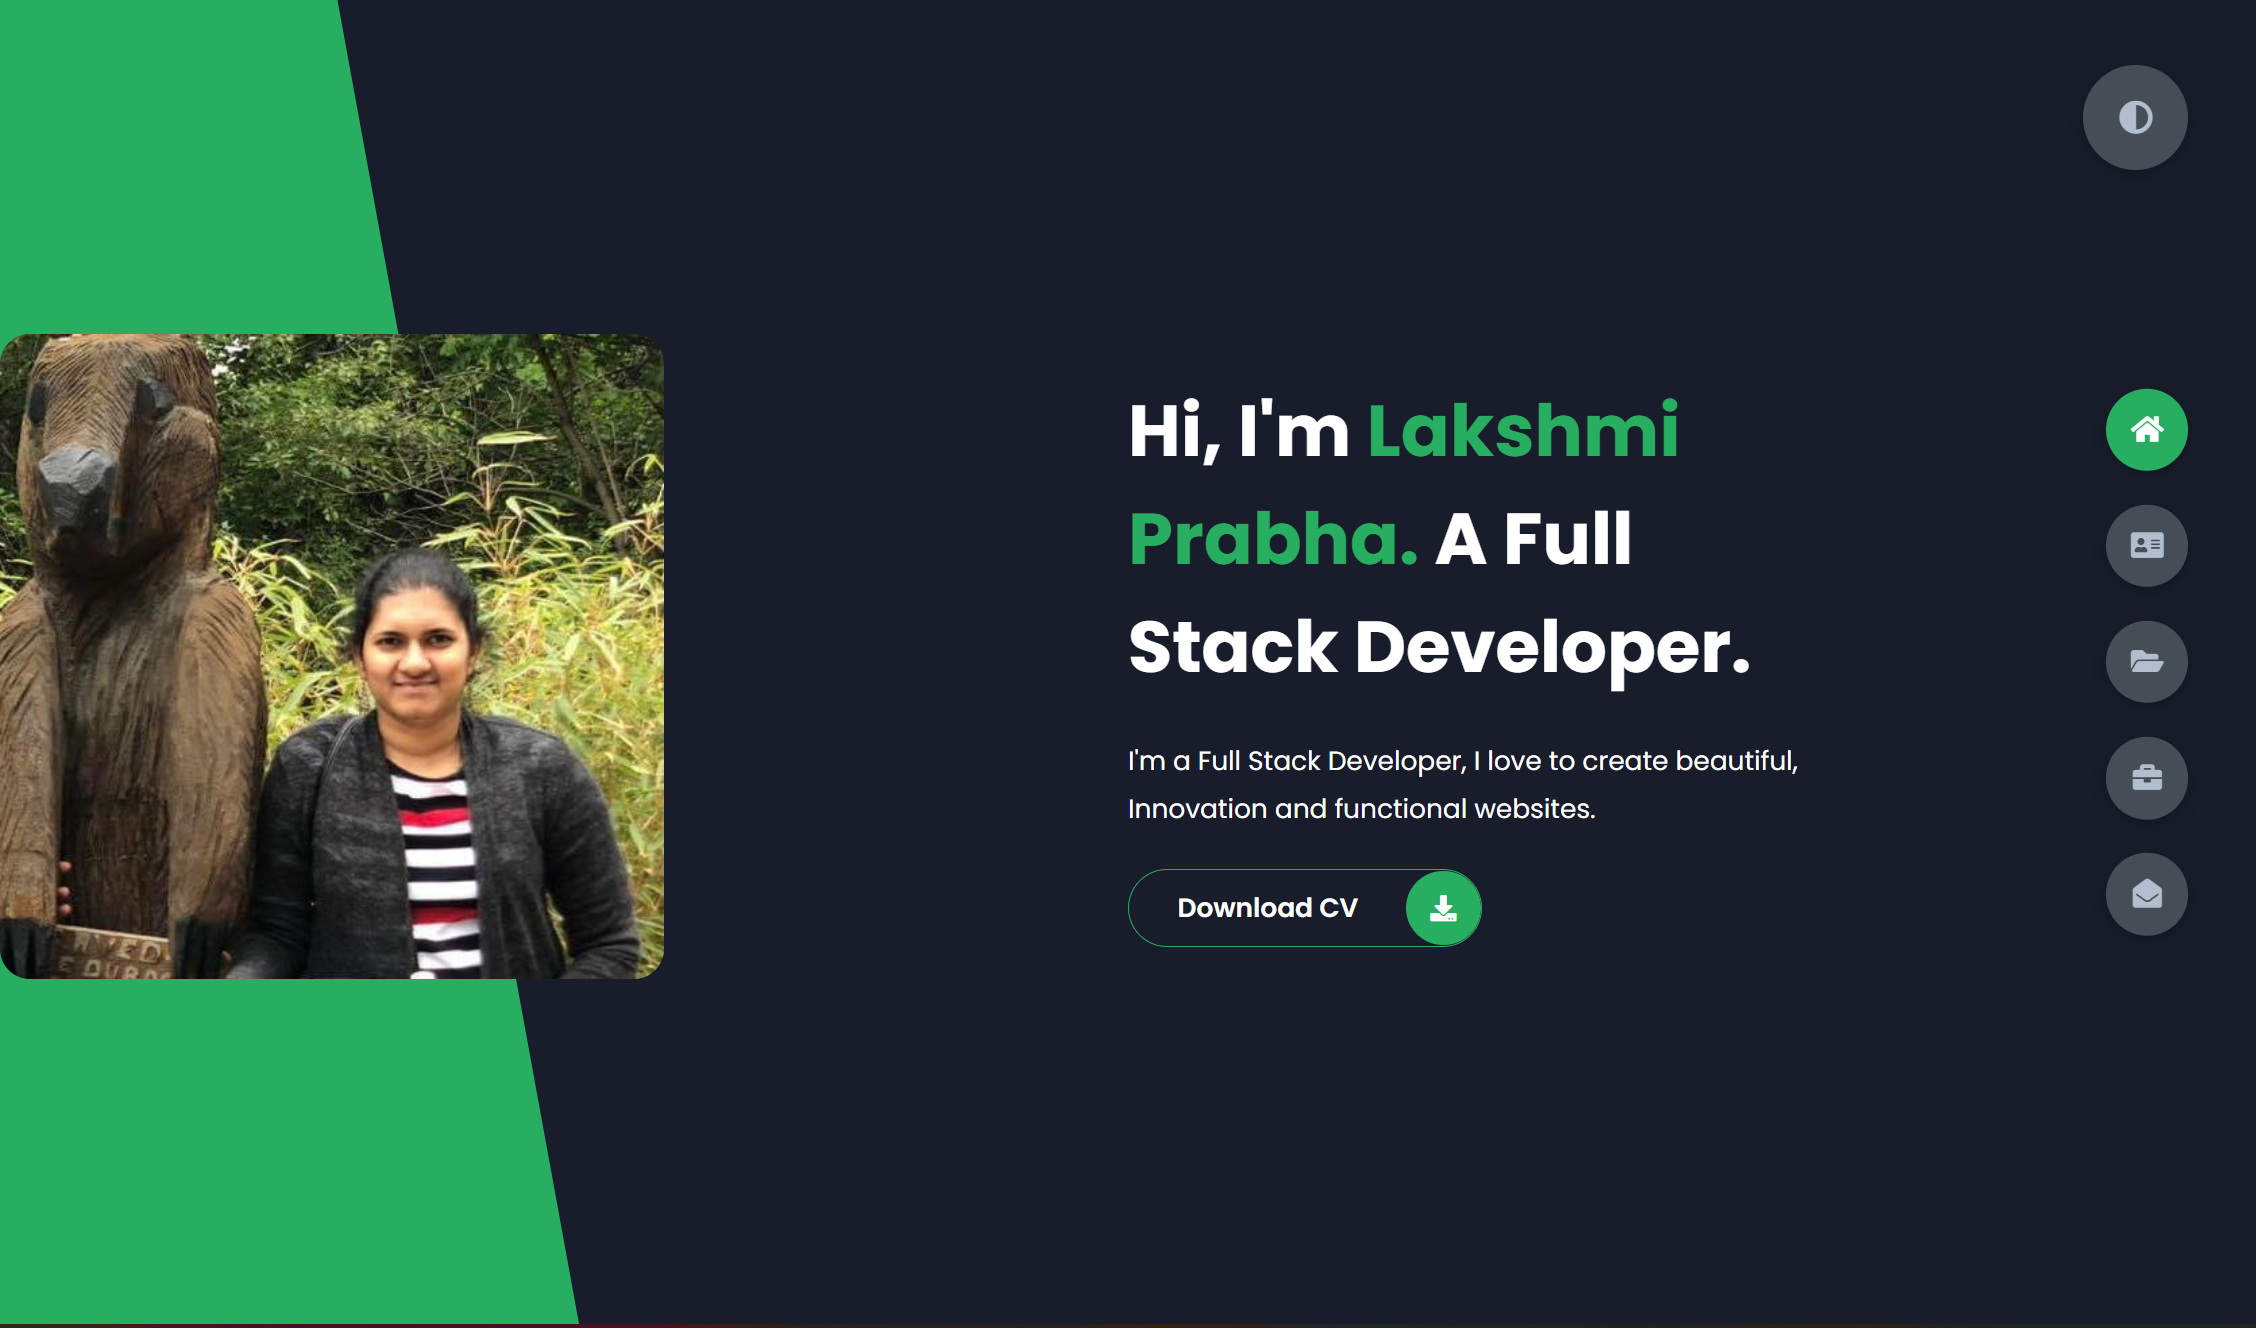 Hi, I'm Lakshmi
Prabha. A Full
Stack Developer.
I'm a Full Stack Developer, I love to create beautiful,
Innovation and functional websites.
Download CV